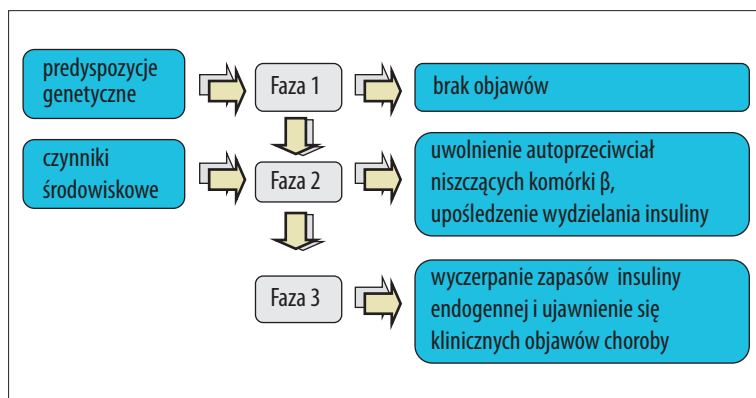 predyspozycje
genetyczne
Faza 1
brak objawów
czynniki
środowiskowe
Faza 2
uwolnienie autoprzeciwciał
niszczących komórki β,
upośledzenie wydzielania insuliny
Faza 3
wyczerpanie zapasów insuliny
endogennej i ujawnienie się
klinicznych objawów choroby